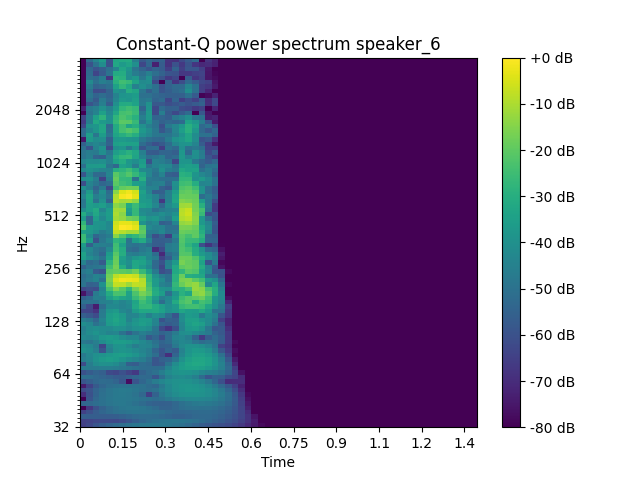 Constant-Q power spectrum speaker_6
+0 dB
-10 dB
-20 dB
-30 dB
-40 dB
-50 dB
-60 dB
-70 dB
-80 dB
Hz
2048
1024
512
256
128
64
32
0 0.15 0.3 0.45 0.6 0.75 0.9 1.1 1.2 1.4
Time